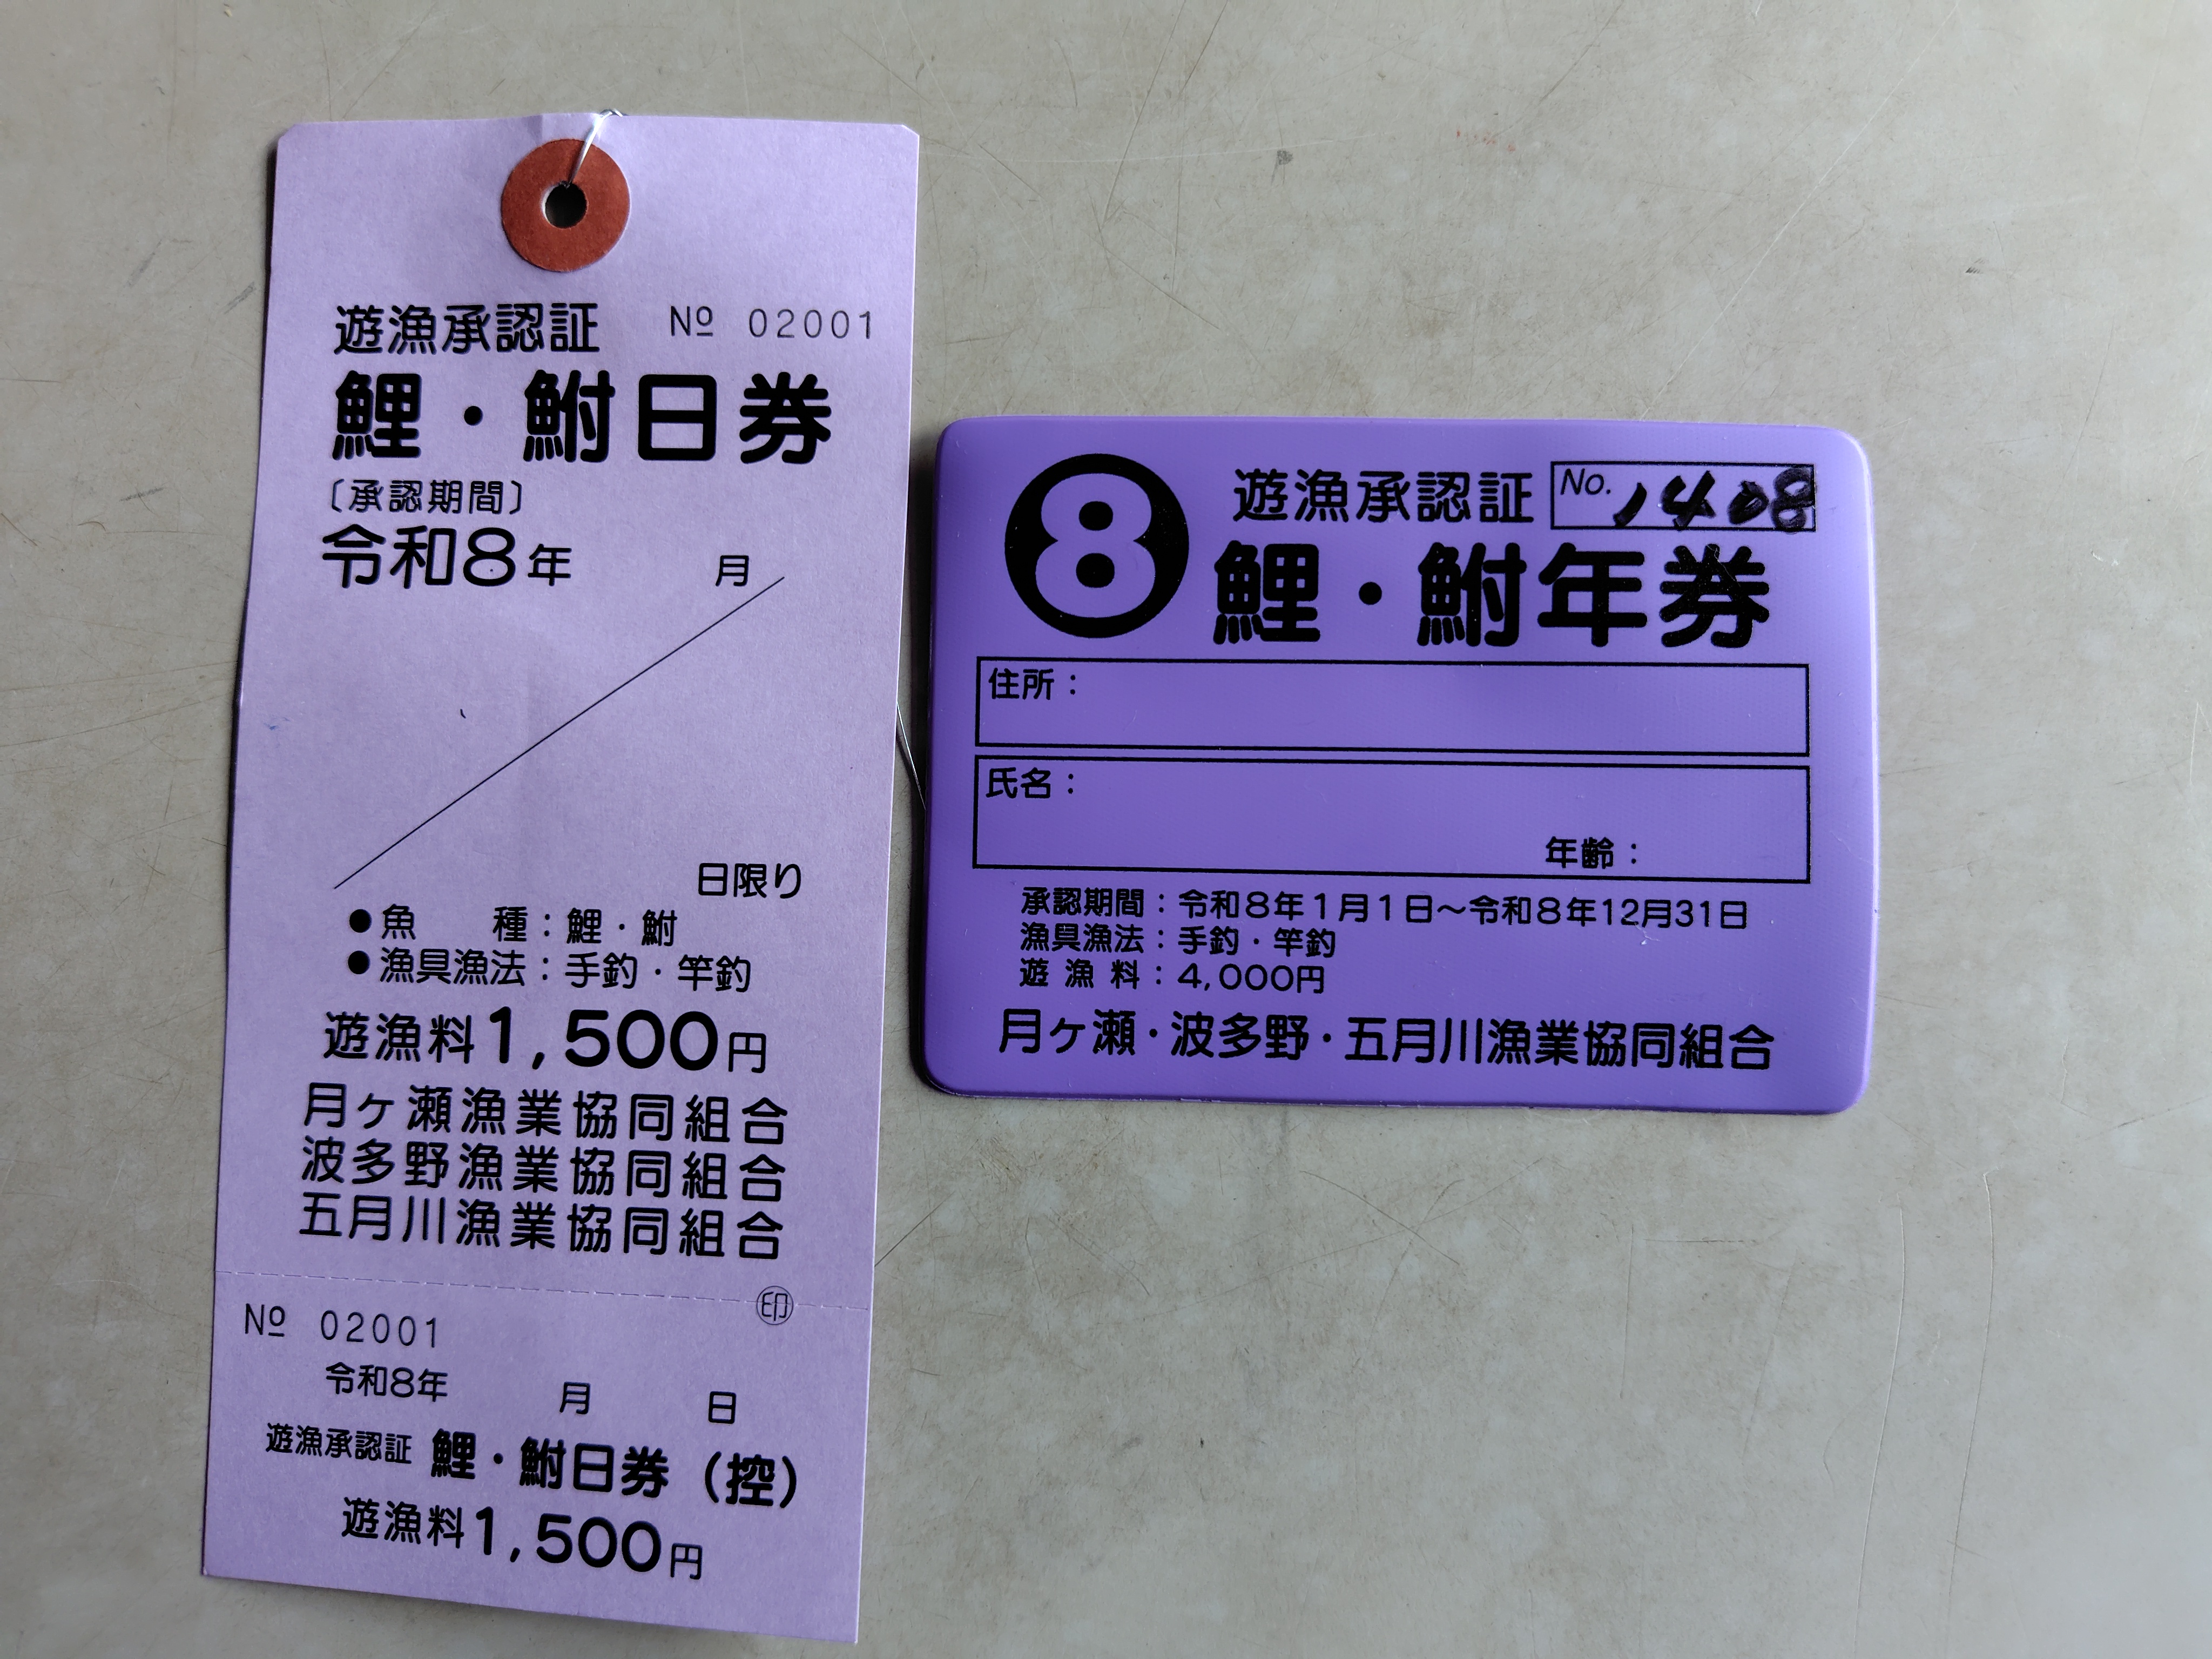 遊漁承認証 № 02001
鯉・鮒日券
〔承認期間〕
令和8年 月
日限り
●魚 種：鯉・鮒
●漁具漁法：手釣・竿釣
遊漁料1,500円
月ヶ瀬漁業協同組合
波多野漁業協同組合
五月川漁業協同組合
㊞
№ 02001
令和8年 月 日
遊漁承認証 鯉・鮒日券（控）
遊漁料1,500円
8 遊漁承認証 No. 1408
鯉・鮒年券
住所：
氏名：
年齢：
承認期間：令和8年1月1日～令和8年12月31日
漁具漁法：手釣・竿釣
遊漁料：4,000円
月ヶ瀬・波多野・五月川漁業協同組合